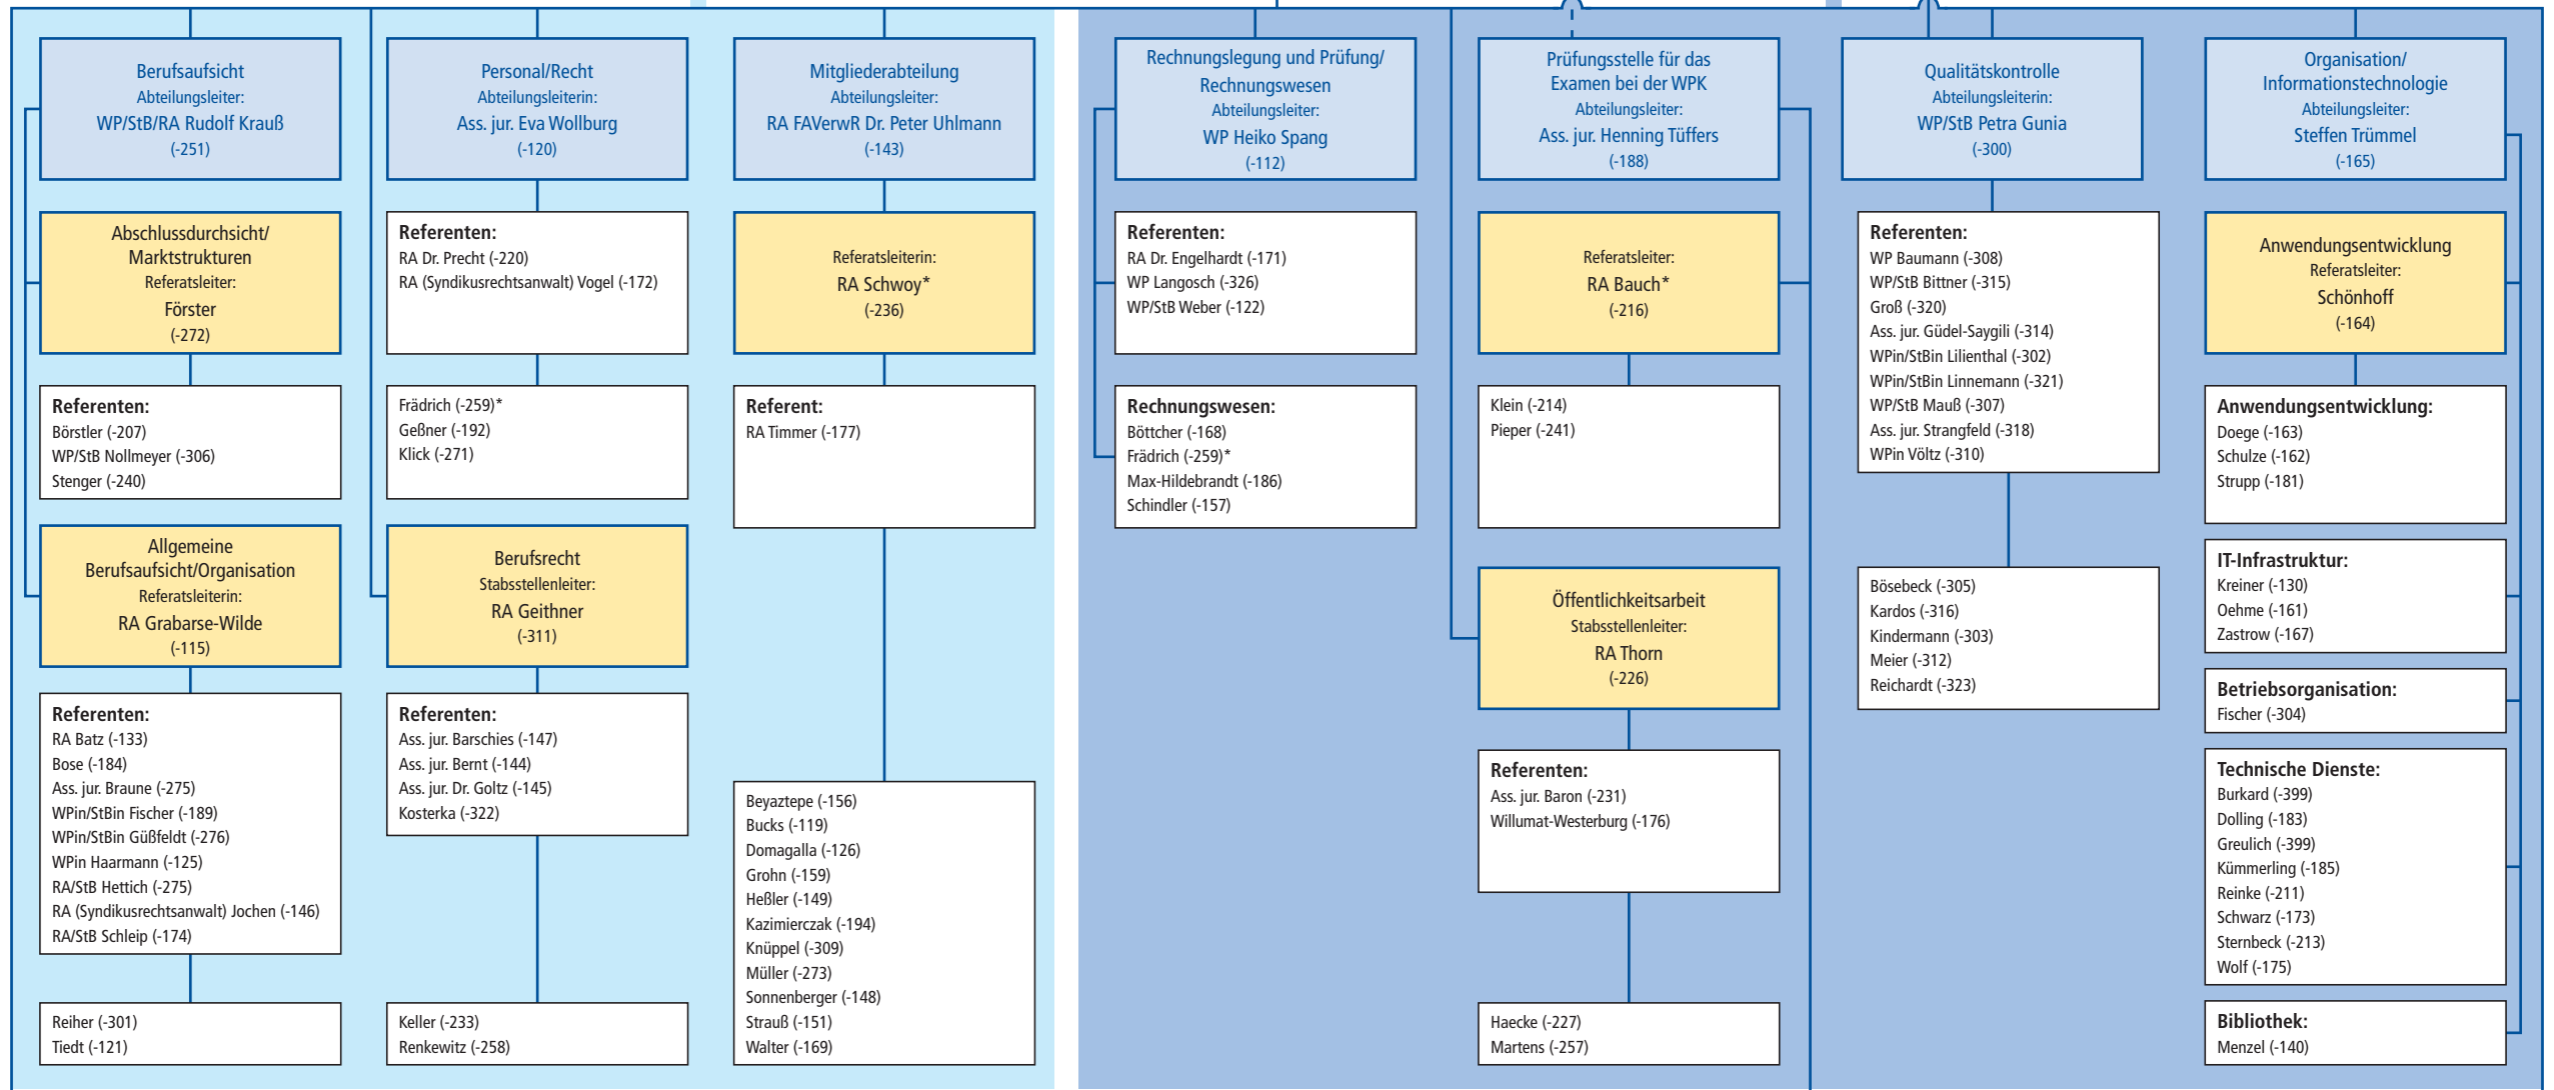 Berufsaufsicht
Abteilungsleiter:
WP/StB/RA Rudolf Krauß
(-251)
Abschlussdurchsicht/
Marktstrukturen
Referatsleiter:
Förster
(-272)
Referenten:
Börstler (-207)
WP/StB Nollmeyer (-306)
Stenger (-240)
Allgemeine
Berufsaufsicht/Organisation
Referatsleiterin:
RA Grabarse-Wilde
(-115)
Referenten:
RA Batz (-133)
Bose (-184)
Ass. jur. Braune (-275)
WPin/StBin Fischer (-189)
WPin/StBin Güßfeldt (-276)
WPin Haarmann (-125)
RA/StB Hettich (-275)
RA (Syndikusrechtsanwalt) Jochen (-146)
RA/StB Schleip (-174)
Reiher (-301)
Tiedt (-121)
Personal/Recht
Abteilungsleiterin:
Ass. jur. Eva Wollburg
(-120)
Referenten:
RA Dr. Precht (-220)
RA (Syndikusrechtsanwalt) Vogel (-172)
Frädrich (-259)*
Geßner (-192)
Klick (-271)
Berufsrecht
Stabsstellenleiter:
RA Geithner
(-311)
Referenten:
Ass. jur. Barschies (-147)
Ass. jur. Bernt (-144)
Ass. jur. Dr. Goltz (-145)
Kosterka (-322)
Keller (-233)
Renkewitz (-258)
Mitgliederabteilung
Abteilungsleiter:
RA FAVerwR Dr. Peter Uhlmann
(-143)
Referatsleiterin:
RA Schwoy*
(-236)
Referent:
RA Timmer (-177)
Beyaztepe (-156)
Bucks (-119)
Domagalla (-126)
Grohn (-159)
Heßler (-149)
Kazimierczak (-194)
Knüppel (-309)
Müller (-273)
Sonnenberger (-148)
Strauß (-151)
Walter (-169)
Rechnungslegung und Prüfung/
Rechnungswesen
Abteilungsleiter:
WP Heiko Spang
(-112)
Referenten:
RA Dr. Engelhardt (-171)
WP Langosch (-326)
WP/StB Weber (-122)
Rechnungswesen:
Böttcher (-168)
Frädrich (-259)*
Max-Hildebrandt (-186)
Schindler (-157)
Prüfungsstelle für das
Examen bei der WPK
Abteilungsleiter:
Ass. jur. Henning Tüffers
(-188)
Referatsleiter:
RA Bauch*
(-216)
Klein (-214)
Pieper (-241)
Öffentlichkeitsarbeit
Stabsstellenleiter:
RA Thorn
(-226)
Referenten:
Ass. jur. Baron (-231)
Willumat-Westerburg (-176)
Haecke (-227)
Martens (-257)
Qualitätskontrolle
Abteilungsleiterin:
WP/StB Petra Gunia
(-300)
Referenten:
WP Baumann (-308)
WP/StB Bittner (-315)
Groß (-320)
Ass. jur. Güdel-Saygili (-314)
WPin/StBin Lilienthal (-302)
WPin/StBin Linnemann (-321)
WP/StB Mauß (-307)
Ass. jur. Strangfeld (-318)
WPin Völtz (-310)
Bösebeck (-305)
Kardos (-316)
Kindermann (-303)
Meier (-312)
Reichardt (-323)
Organisation/
Informationstechnologie
Abteilungsleiter:
Steffen Trümmel
(-165)
Anwendungsentwicklung
Referatsleiter:
Schönhoff
(-164)
Anwendungsentwicklung:
Doege (-163)
Schulze (-162)
Strupp (-181)
IT-Infrastruktur:
Kreiner (-130)
Oehme (-161)
Zastrow (-167)
Betriebsorganisation:
Fischer (-304)
Technische Dienste:
Burkard (-399)
Dolling (-183)
Greulich (-399)
Kümmerling (-185)
Reinke (-211)
Schwarz (-173)
Sternbeck (-213)
Wolf (-175)
Bibliothek:
Menzel (-140)